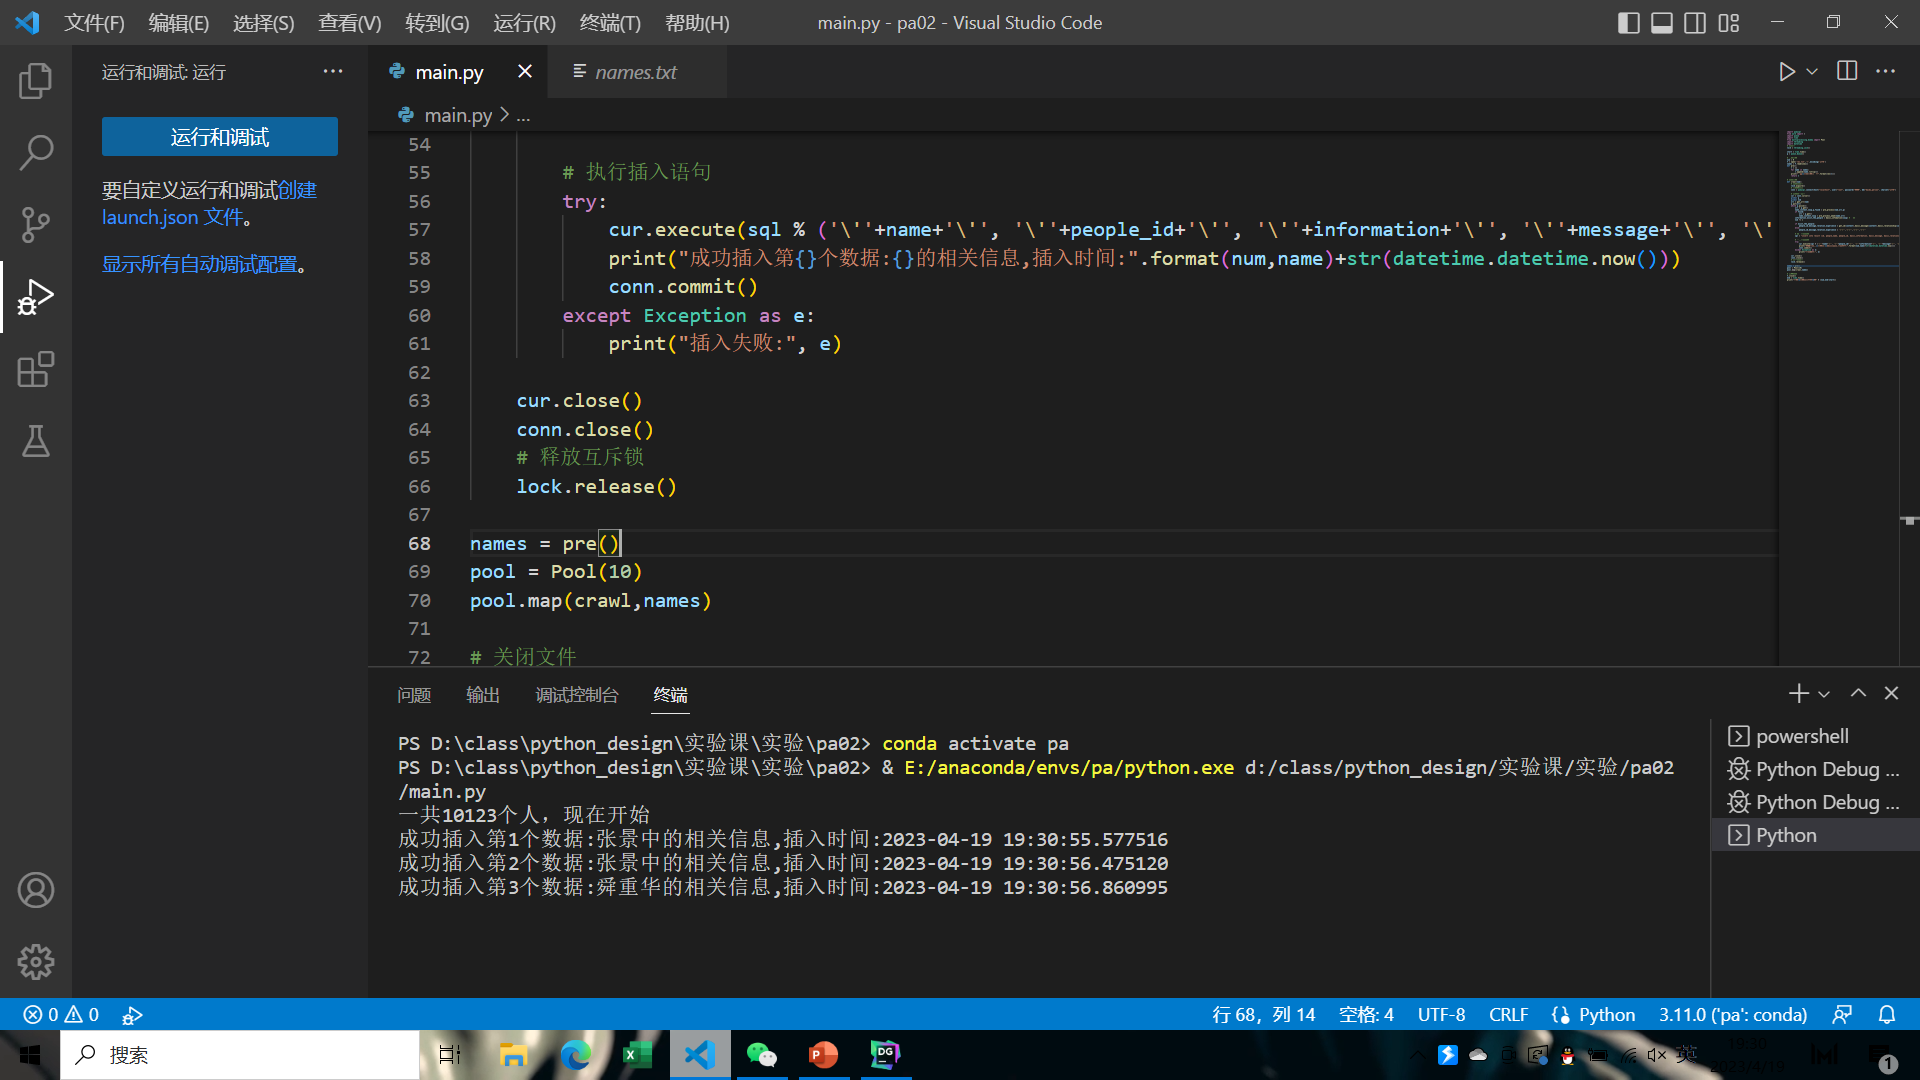 文件(F) 编辑(E) 选择(S) 查看(V) 转到(G) 运行(R) 终端(T) 帮助(H) main.py - pa02 - Visual Studio Code
运行和调试: 运行
运行和调试
要自定义运行和调试创建
launch.json 文件。
显示所有自动调试配置。
main.py names.txt
main.py > ...
54
55 # 执行插入语句
56 try:
57 cur.execute(sql % ('\''+name+'\'', '\''+people_id+'\'', '\''+information+'\'', '\''+message+'\'', '\''
58 print("成功插入第{}个数据:{}的相关信息,插入时间:".format(num,name)+str(datetime.datetime.now()))
59 conn.commit()
60 except Exception as e:
61 print("插入失败:", e)
62
63 cur.close()
64 conn.close()
65 # 释放互斥锁
66 lock.release()
67
68 names = pre()
69 pool = Pool(10)
70 pool.map(crawl,names)
71
72 # 关闭文件
问题 输出 调试控制台 终端
PS D:\class\python_design\实验课\实验\pa02> conda activate pa
PS D:\class\python_design\实验课\实验\pa02> & E:/anaconda/envs/pa/python.exe d:/class/python_design/实验课/实验/pa02
/main.py
一共10123个人，现在开始
成功插入第1个数据:张景中的相关信息,插入时间:2023-04-19 19:30:55.577516
成功插入第2个数据:张景中的相关信息,插入时间:2023-04-19 19:30:56.475120
成功插入第3个数据:舜重华的相关信息,插入时间:2023-04-19 19:30:56.860995
powershell
Python Debug ...
Python Debug ...
Python
0 0 行 68，列 14 空格: 4 UTF-8 CRLF Python 3.11.0 ('pa': conda)
搜索 DG 英 19:30
2023/4/19
1